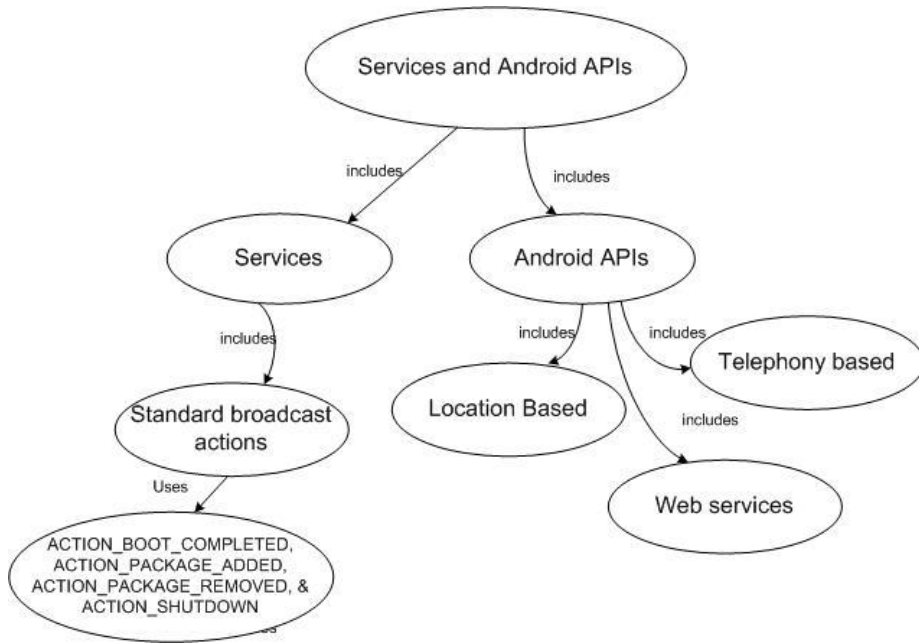 Services and Android APIs
includes
includes
Services
Android APIs
includes
includes
includes
Telephony based
Location Based
Standard broadcast
actions
includes
Uses
Web services
ACTION_BOOT_COMPLETED,
ACTION_PACKAGE_ADDED,
ACTION_PACKAGE_REMOVED, &
ACTION_SHUTDOWN